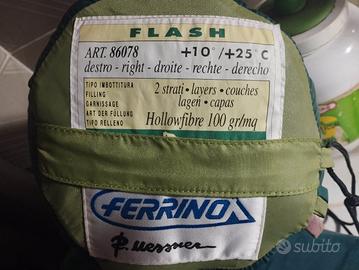 FLASH
ART. 86078 +10°/+25°C
destro - right - droite - rechte - derecho
TIPO IMBOTTITURA
FILLING
GARNISSAGE
ART DER FÜLLUNG
TIPO RELLENO
2 strati • layers • couches
lagen • capas
Hollowfibre 100 gr/mq
FERRINO
R. Messner
subito